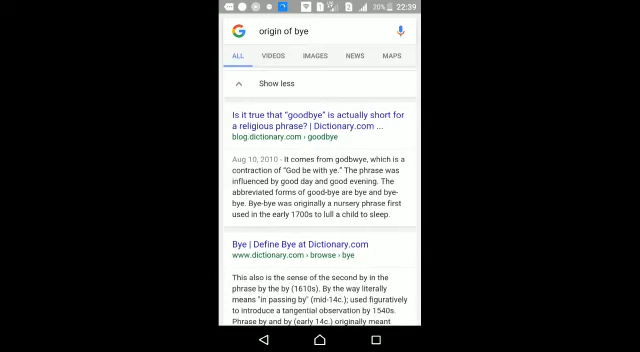 20% 22:39
origin of bye
ALL VIDEOS IMAGES NEWS MAPS
Show less
Is it true that “goodbye” is actually short for
a religious phrase? | Dictionary.com ...
blog.dictionary.com › goodbye
Aug 10, 2010 - It comes from godbwye, which is a
contraction of “God be with ye.” The phrase was
influenced by good day and good evening. The
abbreviated forms of good-bye are bye and bye-
bye. Bye-bye was originally a nursery phrase first
used in the early 1700s to lull a child to sleep.
Bye | Define Bye at Dictionary.com
www.dictionary.com › browse › bye
This also is the sense of the second by in the
phrase by the by (1610s). By the way literally
means "in passing by" (mid-14c.); used figuratively
to introduce a tangential observation by 1540s.
Phrase by and by (early 14c.) originally meant